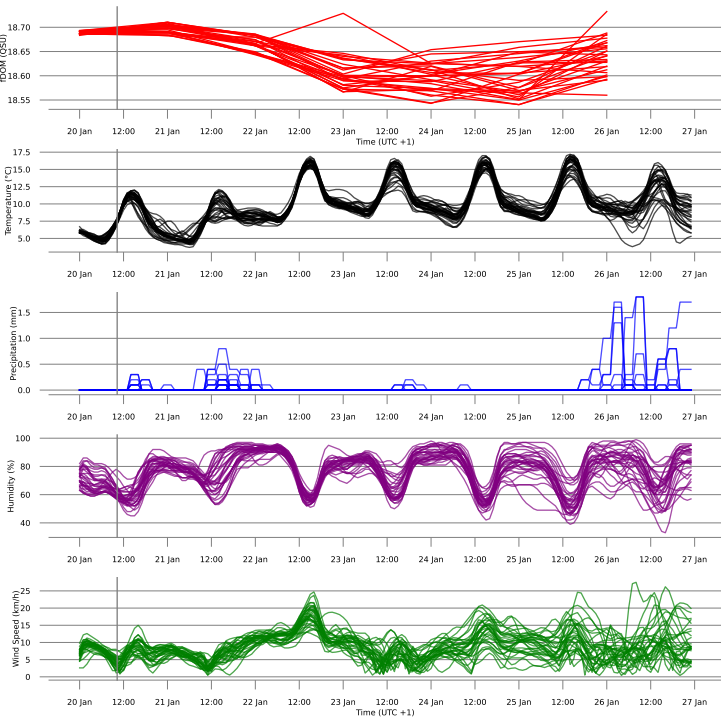 fDOM (QSU)
18.70
18.65
18.60
18.55
20 Jan 12:00 21 Jan 12:00 22 Jan 12:00 23 Jan 12:00 24 Jan 12:00 25 Jan 12:00 26 Jan 12:00 27 Jan
Time (UTC +1)
Temperature (°C)
17.5
15.0
12.5
10.0
7.5
5.0
20 Jan 12:00 21 Jan 12:00 22 Jan 12:00 23 Jan 12:00 24 Jan 12:00 25 Jan 12:00 26 Jan 12:00 27 Jan
Precipitation (mm)
1.5
1.0
0.5
0.0
20 Jan 12:00 21 Jan 12:00 22 Jan 12:00 23 Jan 12:00 24 Jan 12:00 25 Jan 12:00 26 Jan 12:00 27 Jan
Humidity (%)
100
80
60
40
20 Jan 12:00 21 Jan 12:00 22 Jan 12:00 23 Jan 12:00 24 Jan 12:00 25 Jan 12:00 26 Jan 12:00 27 Jan
Wind Speed (km/h)
25
20
15
10
5
0
20 Jan 12:00 21 Jan 12:00 22 Jan 12:00 23 Jan 12:00 24 Jan 12:00 25 Jan 12:00 26 Jan 12:00 27 Jan
Time (UTC +1)